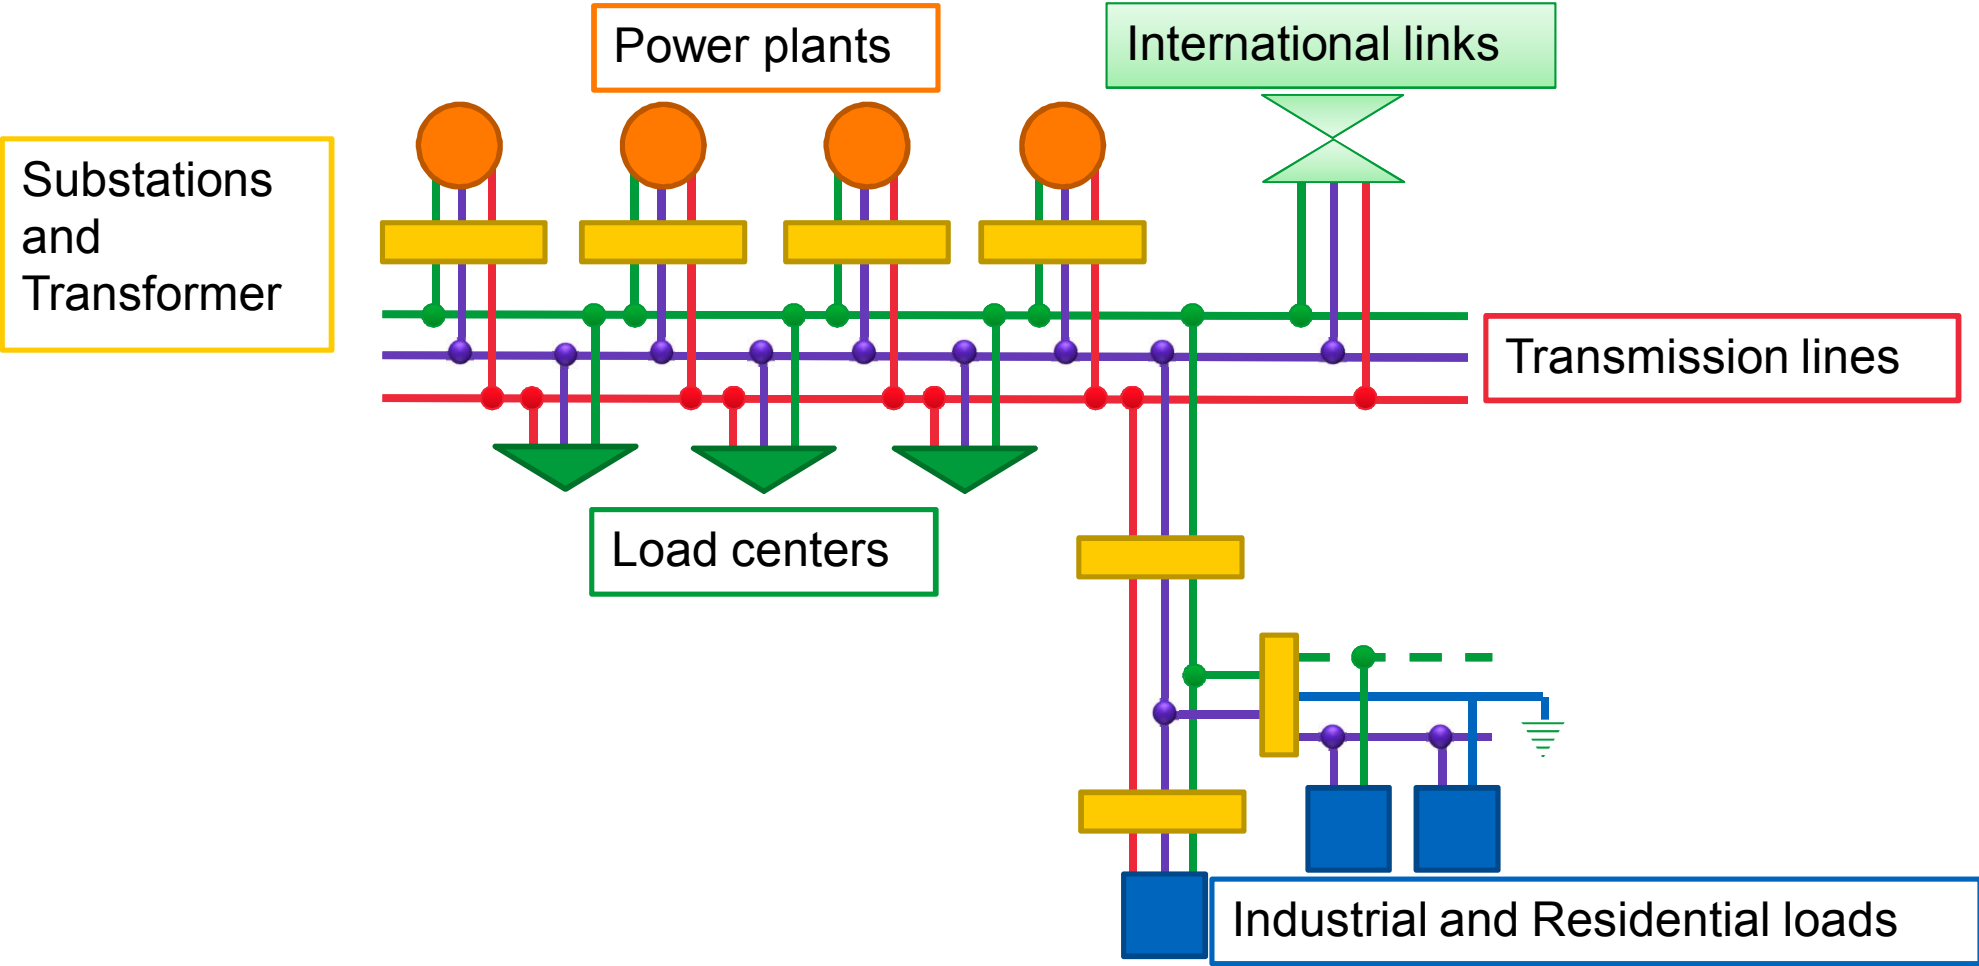 Power plants
International links
Substations
and
Transformer
Transmission lines
Load centers
Industrial and Residential loads